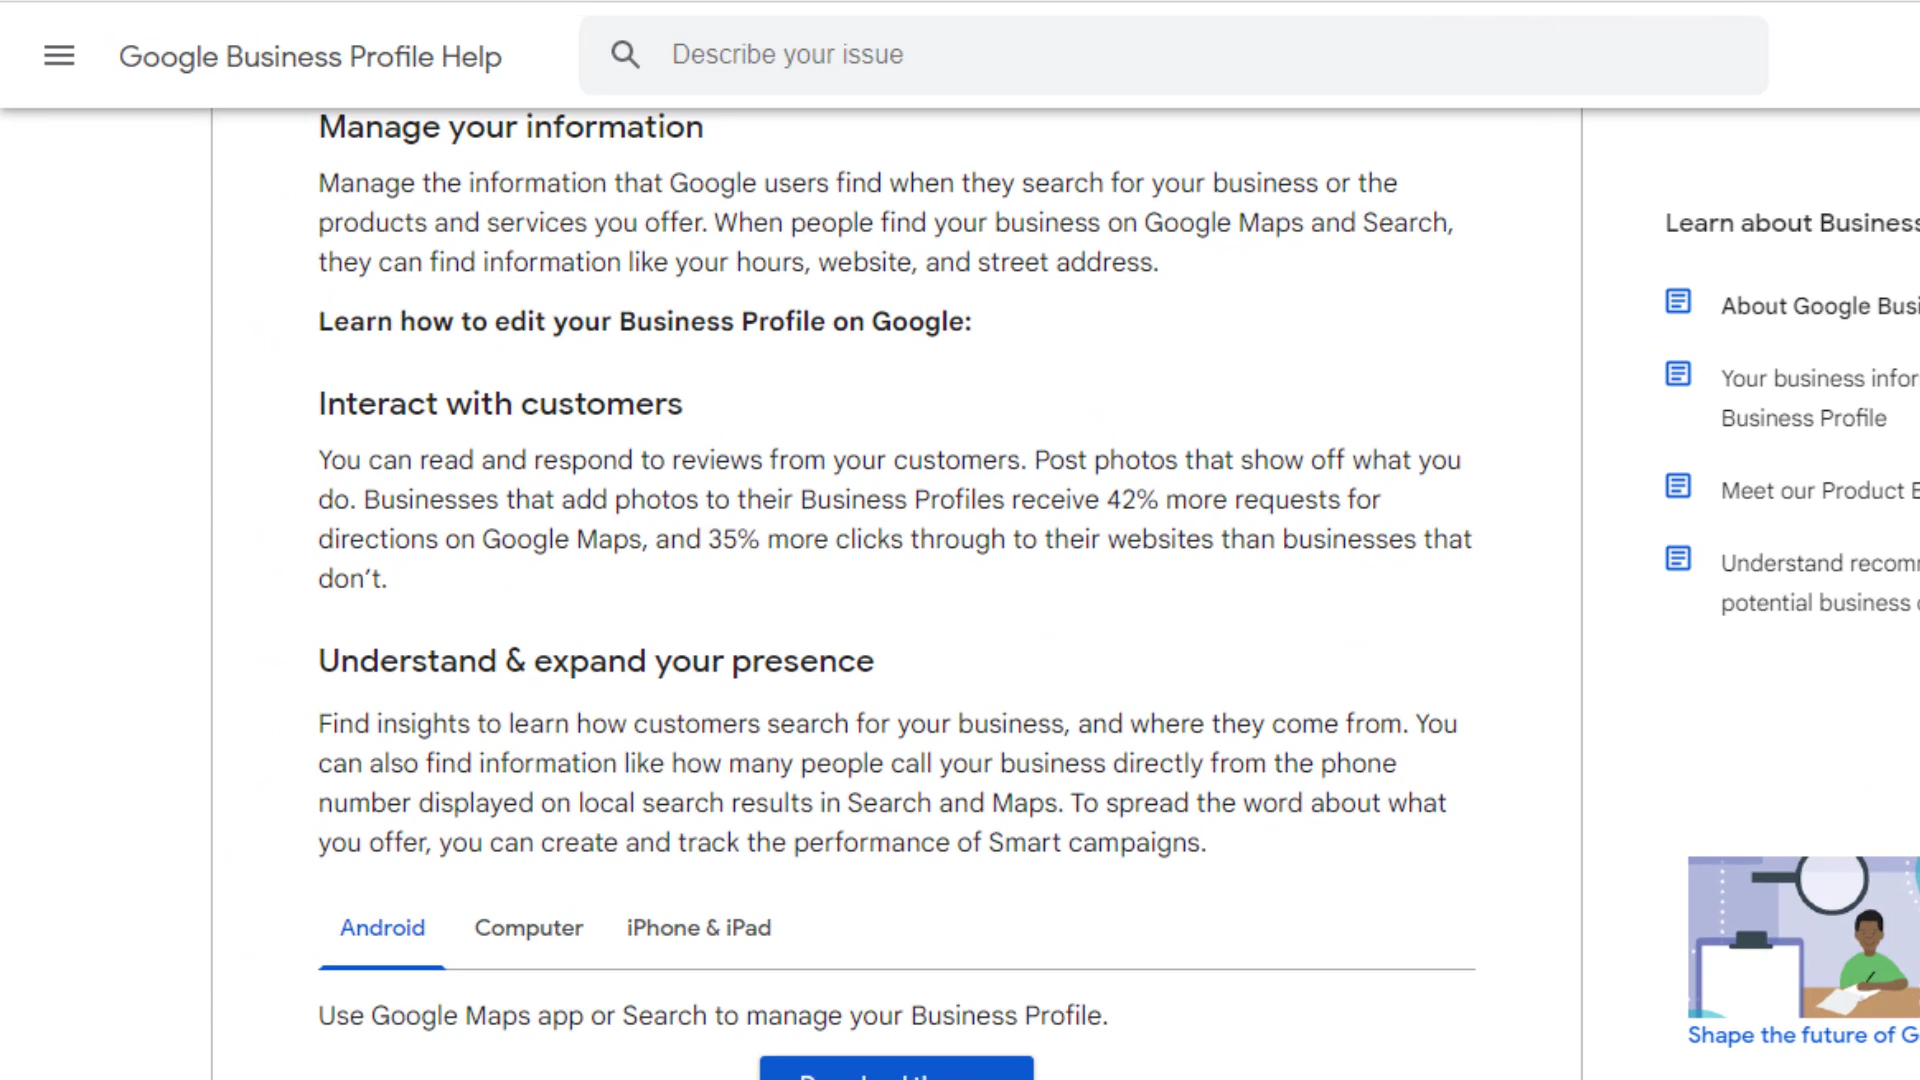 Google Business Profile Help
Describe your issue
Manage your information
Manage the information that Google users find when they search for your business or the
products and services you offer. When people find your business on Google Maps and Search,
they can find information like your hours, website, and street address.
Learn how to edit your Business Profile on Google:
Interact with customers
You can read and respond to reviews from your customers. Post photos that show off what you
do. Businesses that add photos to their Business Profiles receive 42% more requests for
directions on Google Maps, and 35% more clicks through to their websites than businesses that
don’t.
Understand & expand your presence
Find insights to learn how customers search for your business, and where they come from. You
can also find information like how many people call your business directly from the phone
number displayed on local search results in Search and Maps. To spread the word about what
you offer, you can create and track the performance of Smart campaigns.
Android
Computer
iPhone & iPad
Use Google Maps app or Search to manage your Business Profile.
Learn about Business
About Google Busi
Your business infor
Business Profile
Meet our Product E
Understand recom
potential business
Shape the future of G